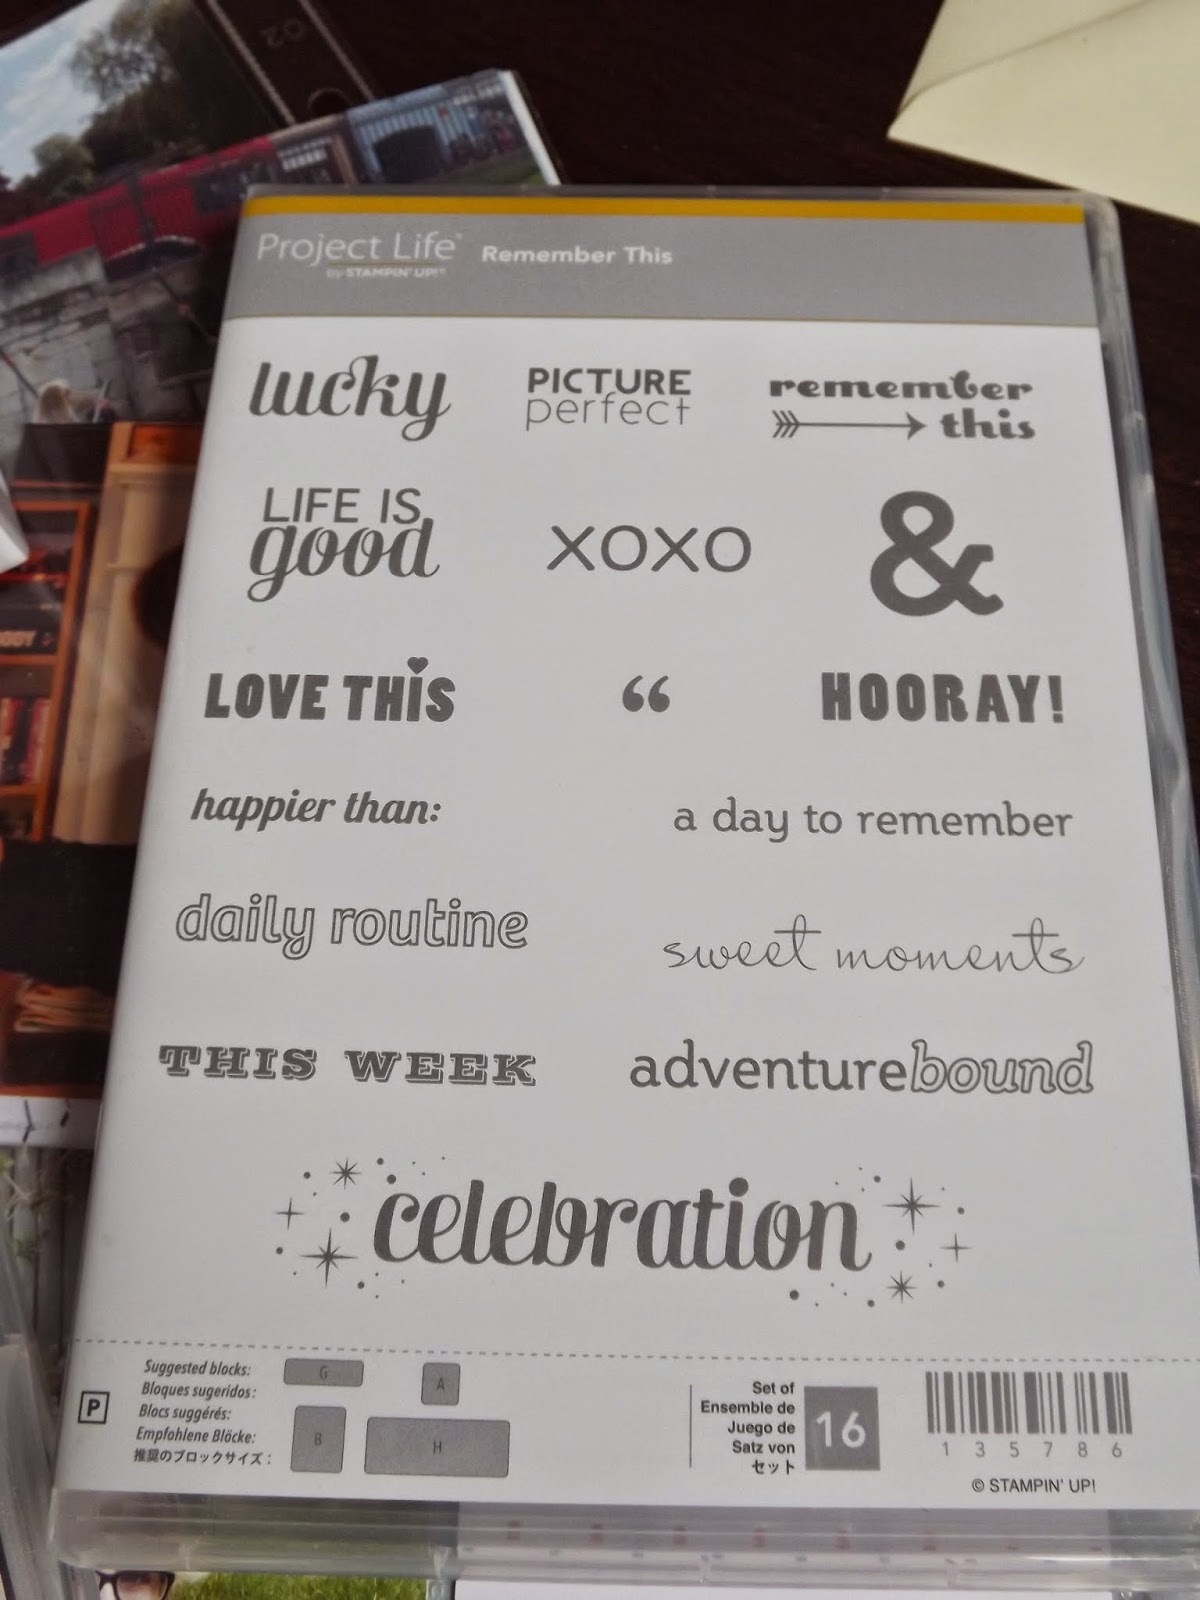 02
Project Life™ Remember This
by STAMPIN' UP!®
lucky
PICTURE
perfect
remember
this
LIFE IS
good
XOXO
&
LOVE THIS
“
HOORAY!
happier than:
a day to remember
daily routine
sweet moments
THIS WEEK
adventurebound
celebration
P
Suggested blocks:
Bloques sugeridos:
Blocs suggérés:
Empfohlene Blöcke:
推奨のブロックサイズ：
G
A
B
H
Set of
Ensemble de
Juego de
Satz von
セット
16
135786
© STAMPIN' UP!